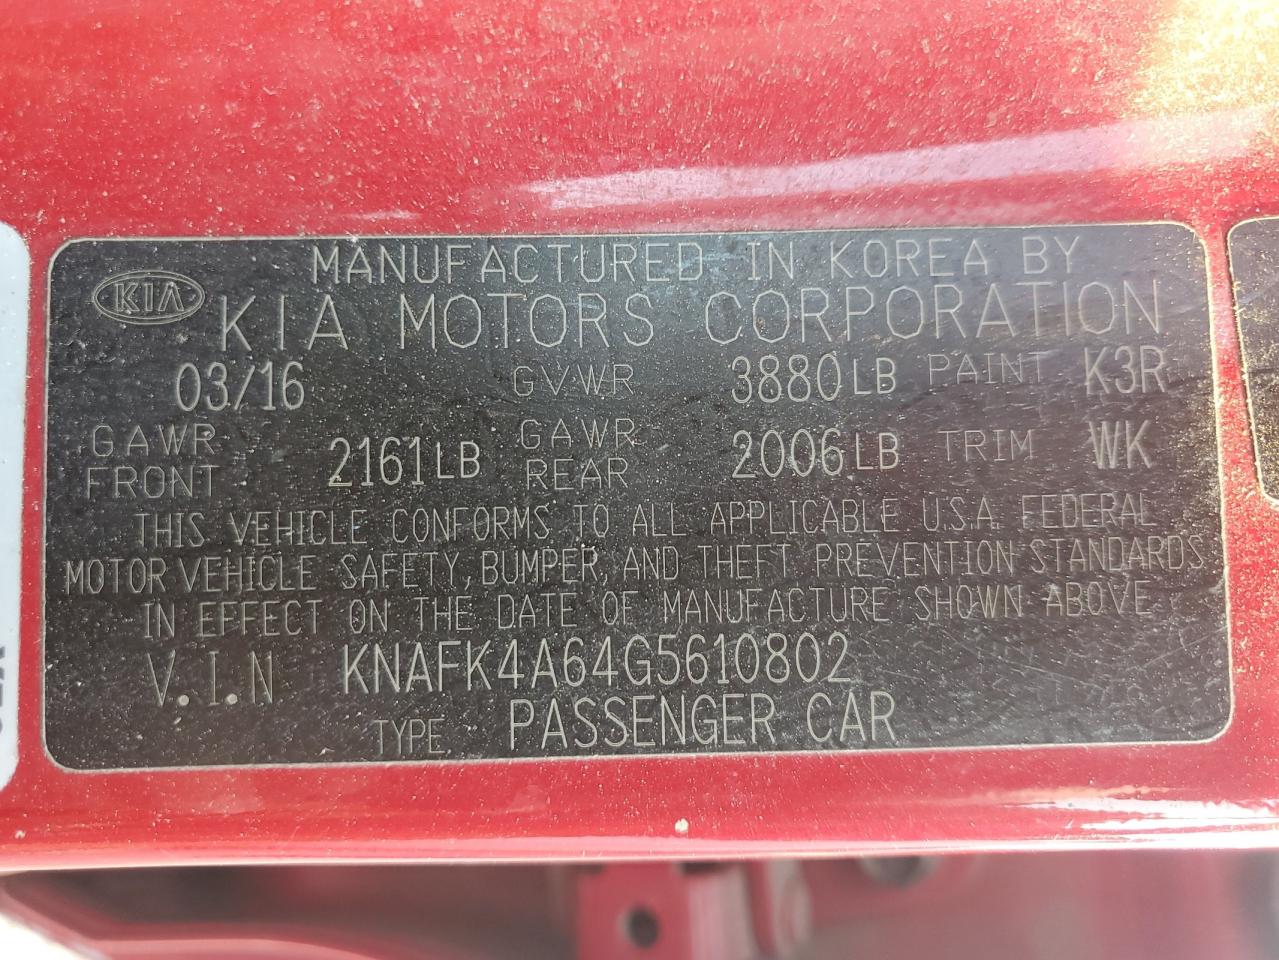 KIA
MANUFACTURED IN KOREA BY
KIA MOTORS CORPORATION
03/16 GVWR 3880LB PAINT K3R
GAWR FRONT 2161LB GAWR REAR 2006LB TRIM WK
THIS VEHICLE CONFORMS TO ALL APPLICABLE U.S.A. FEDERAL
MOTOR VEHICLE SAFETY, BUMPER, AND THEFT PREVENTION STANDARDS
IN EFFECT ON THE DATE OF MANUFACTURE SHOWN ABOVE
V.I.N KNAFK4A64G5610802
TYPE PASSENGER CAR